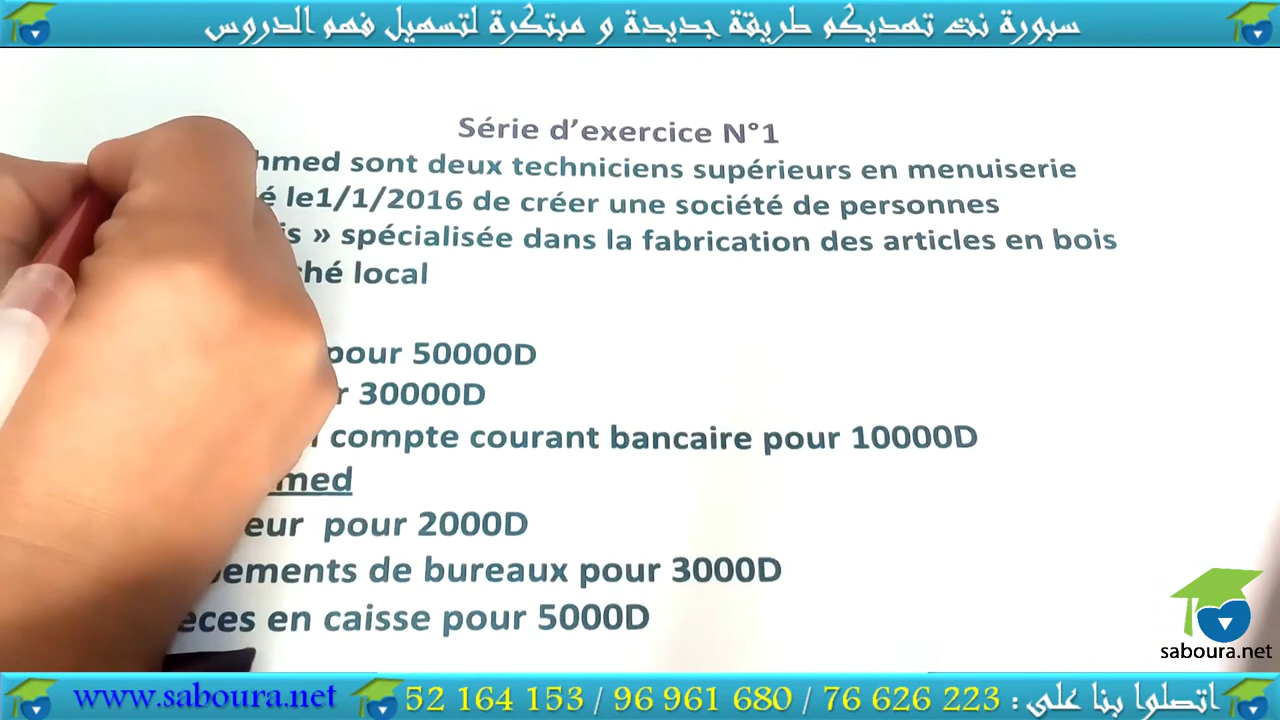 سبورة نت تهديكم طريقة جديدة و مبتكرة لتسهيل فهم الدروس
Série d’exercice N°1
hmed sont deux techniciens supérieurs en menuiserie
é le1/1/2016 de créer une société de personnes
is » spécialisée dans la fabrication des articles en bois
ché local
pour 50000D
r 30000D
compte courant bancaire pour 10000D
med
eur pour 2000D
pements de bureaux pour 3000D
èces en caisse pour 5000D
saboura.net
www.saboura.net 52 164 153 / 96 961 680 / 76 626 223 : اتصلوا بنا على